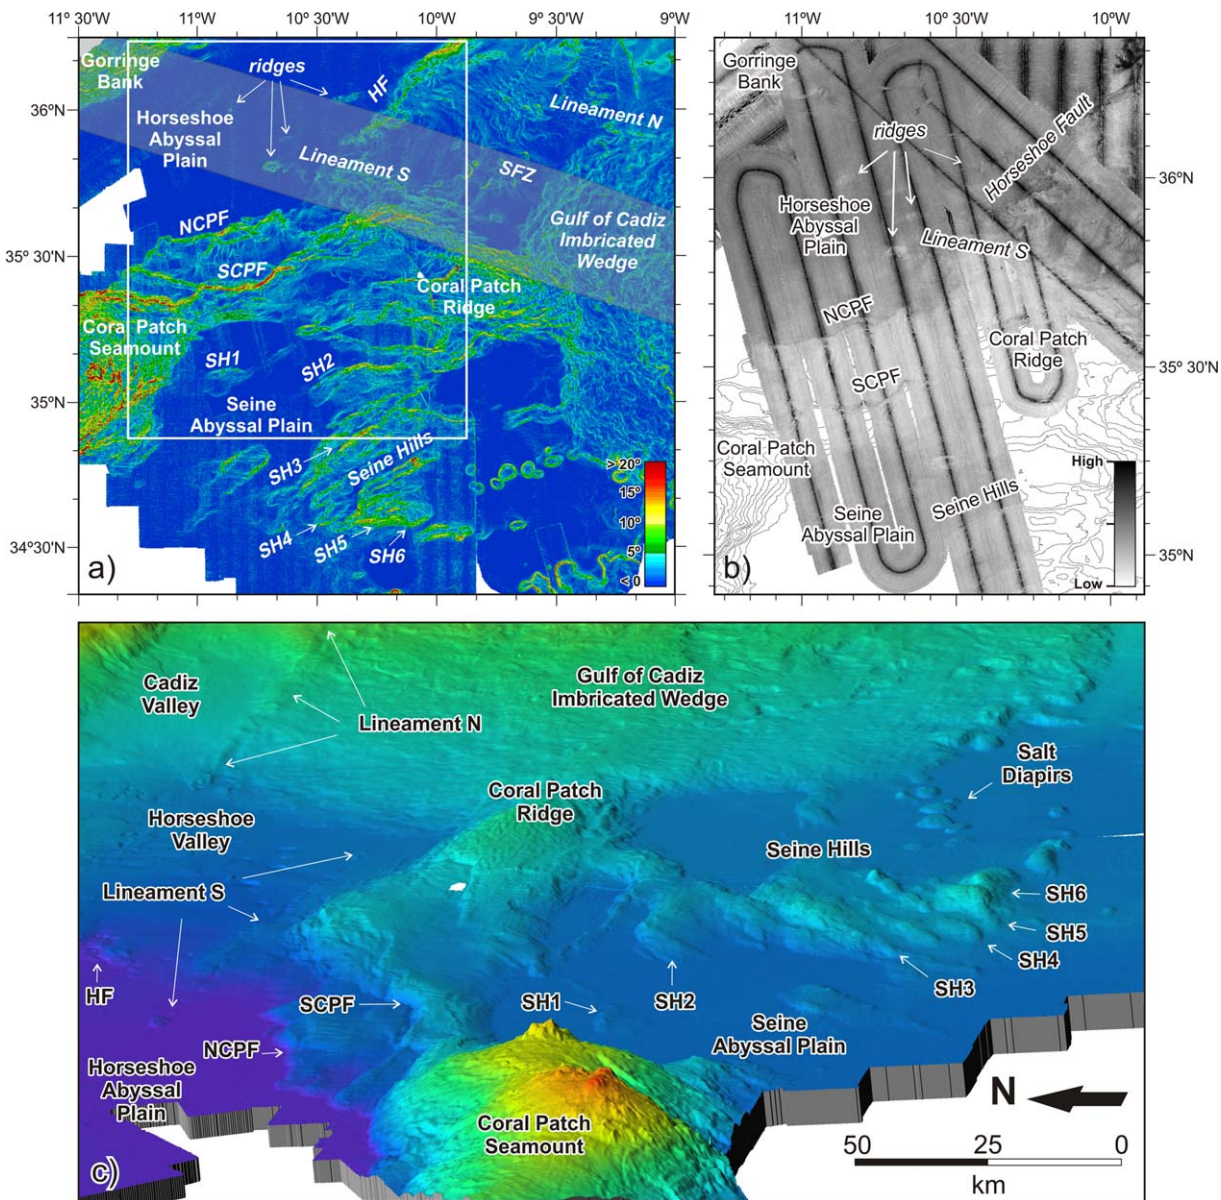 11° 30'W
11° 0'W
10° 30'W
10° 0'W
9° 30'W
9° 0'W
36°N
35° 30'N
35°N
34° 30'N
Gorringe
Bank
ridges
HF
Lineament N
Horseshoe
Abyssal
Plain
Lineament S
SFZ
Gulf of Cadiz
Imbricated
Wedge
NCPF
SCPF
Coral Patch
Ridge
Coral Patch
Seamount
SH1
SH2
Seine
Abyssal Plain
SH3
Seine Hills
SH4
SH5
SH6
> 20°
15°
10°
5°
< 0
a)
11°0'W
10° 30'W
10°0'W
36°N
35° 30'N
35°N
Gorringe
Bank
ridges
Horseshoe Fault
Horseshoe
Abyssal
Plain
Lineament S
NCPF
Coral Patch
Ridge
SCPF
Coral Patch
Seamount
Seine
Abyssal Plain
Seine Hills
High
Low
b)
Cadiz
Valley
Lineament N
Gulf of Cadiz
Imbricated Wedge
Salt
Diapirs
Coral Patch
Ridge
Horseshoe
Valley
Seine Hills
Lineament S
SH6
SH5
SH4
SH3
HF
SCPF
SH1
SH2
Seine
Abyssal Plain
NCPF
Horseshoe
Abyssal
Plain
Coral Patch
Seamount
N
50
25
0
km
c)